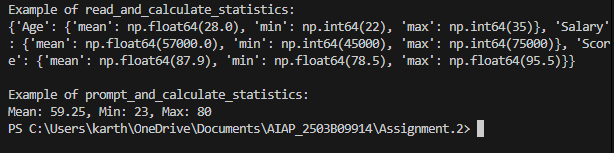 Example of read_and_calculate_statistics:
{'Age': {'mean': np.float64(28.0), 'min': np.int64(22), 'max': np.int64(35)}, 'Salary'
: {'mean': np.float64(57000.0), 'min': np.int64(45000), 'max': np.int64(75000)}, 'Scor
e': {'mean': np.float64(87.9), 'min': np.float64(78.5), 'max': np.float64(95.5)}}
Example of prompt_and_calculate_statistics:
Mean: 59.25, Min: 23, Max: 80
PS C:\Users\karth\OneDrive\Documents\AIAP_2503B09914\Assignment.2>